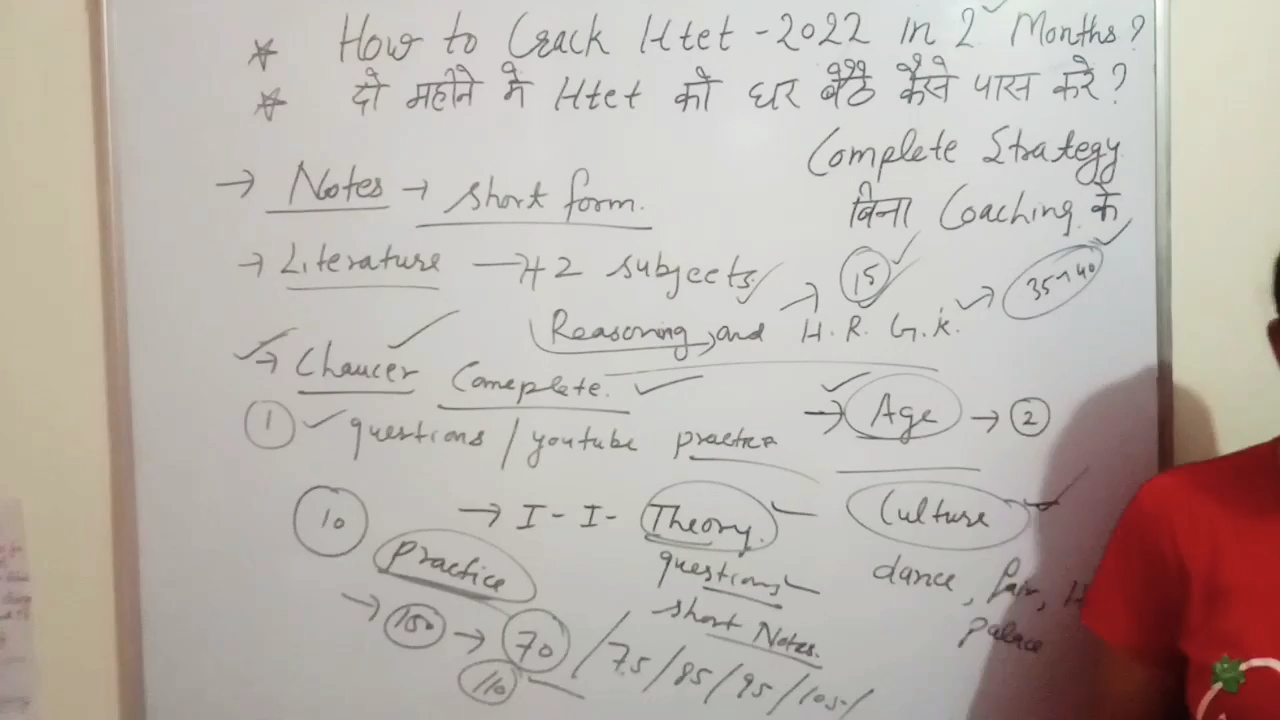 * How to Crack Htet - 2022 in 2 Months?
* दो महीने मे Htet को घर बैठे कैसे पास करे?
Complete Strategy
बिना Coaching के
→ Notes → short form.
→ Literature → +2 subjects
15
35-40
Reasoning, and H. R. G.K. →
→ Chaucer Comeplete.
→ Age → 2
1 questions / youtube practice
10 → I - I - Theory.
Culture
practice
questions
dance, fair,
short Notes.
palace
→ 150 → 70 / 75 / 85 / 95 / 105
110